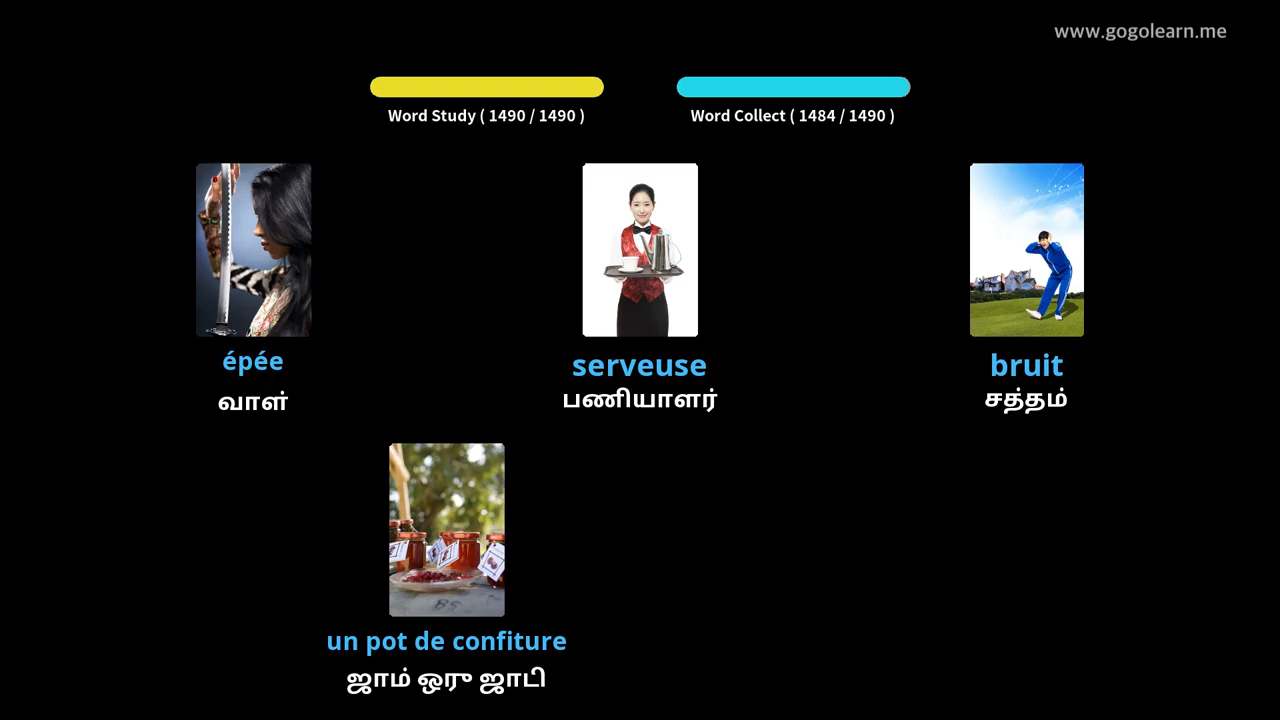 www.gogolearn.me
Word Study ( 1490 / 1490 )
Word Collect ( 1484 / 1490 )
épée
வாள்
serveuse
பணியாளர்
bruit
சத்தம்
un pot de confiture
ஜாம் ஒரு ஜாடி